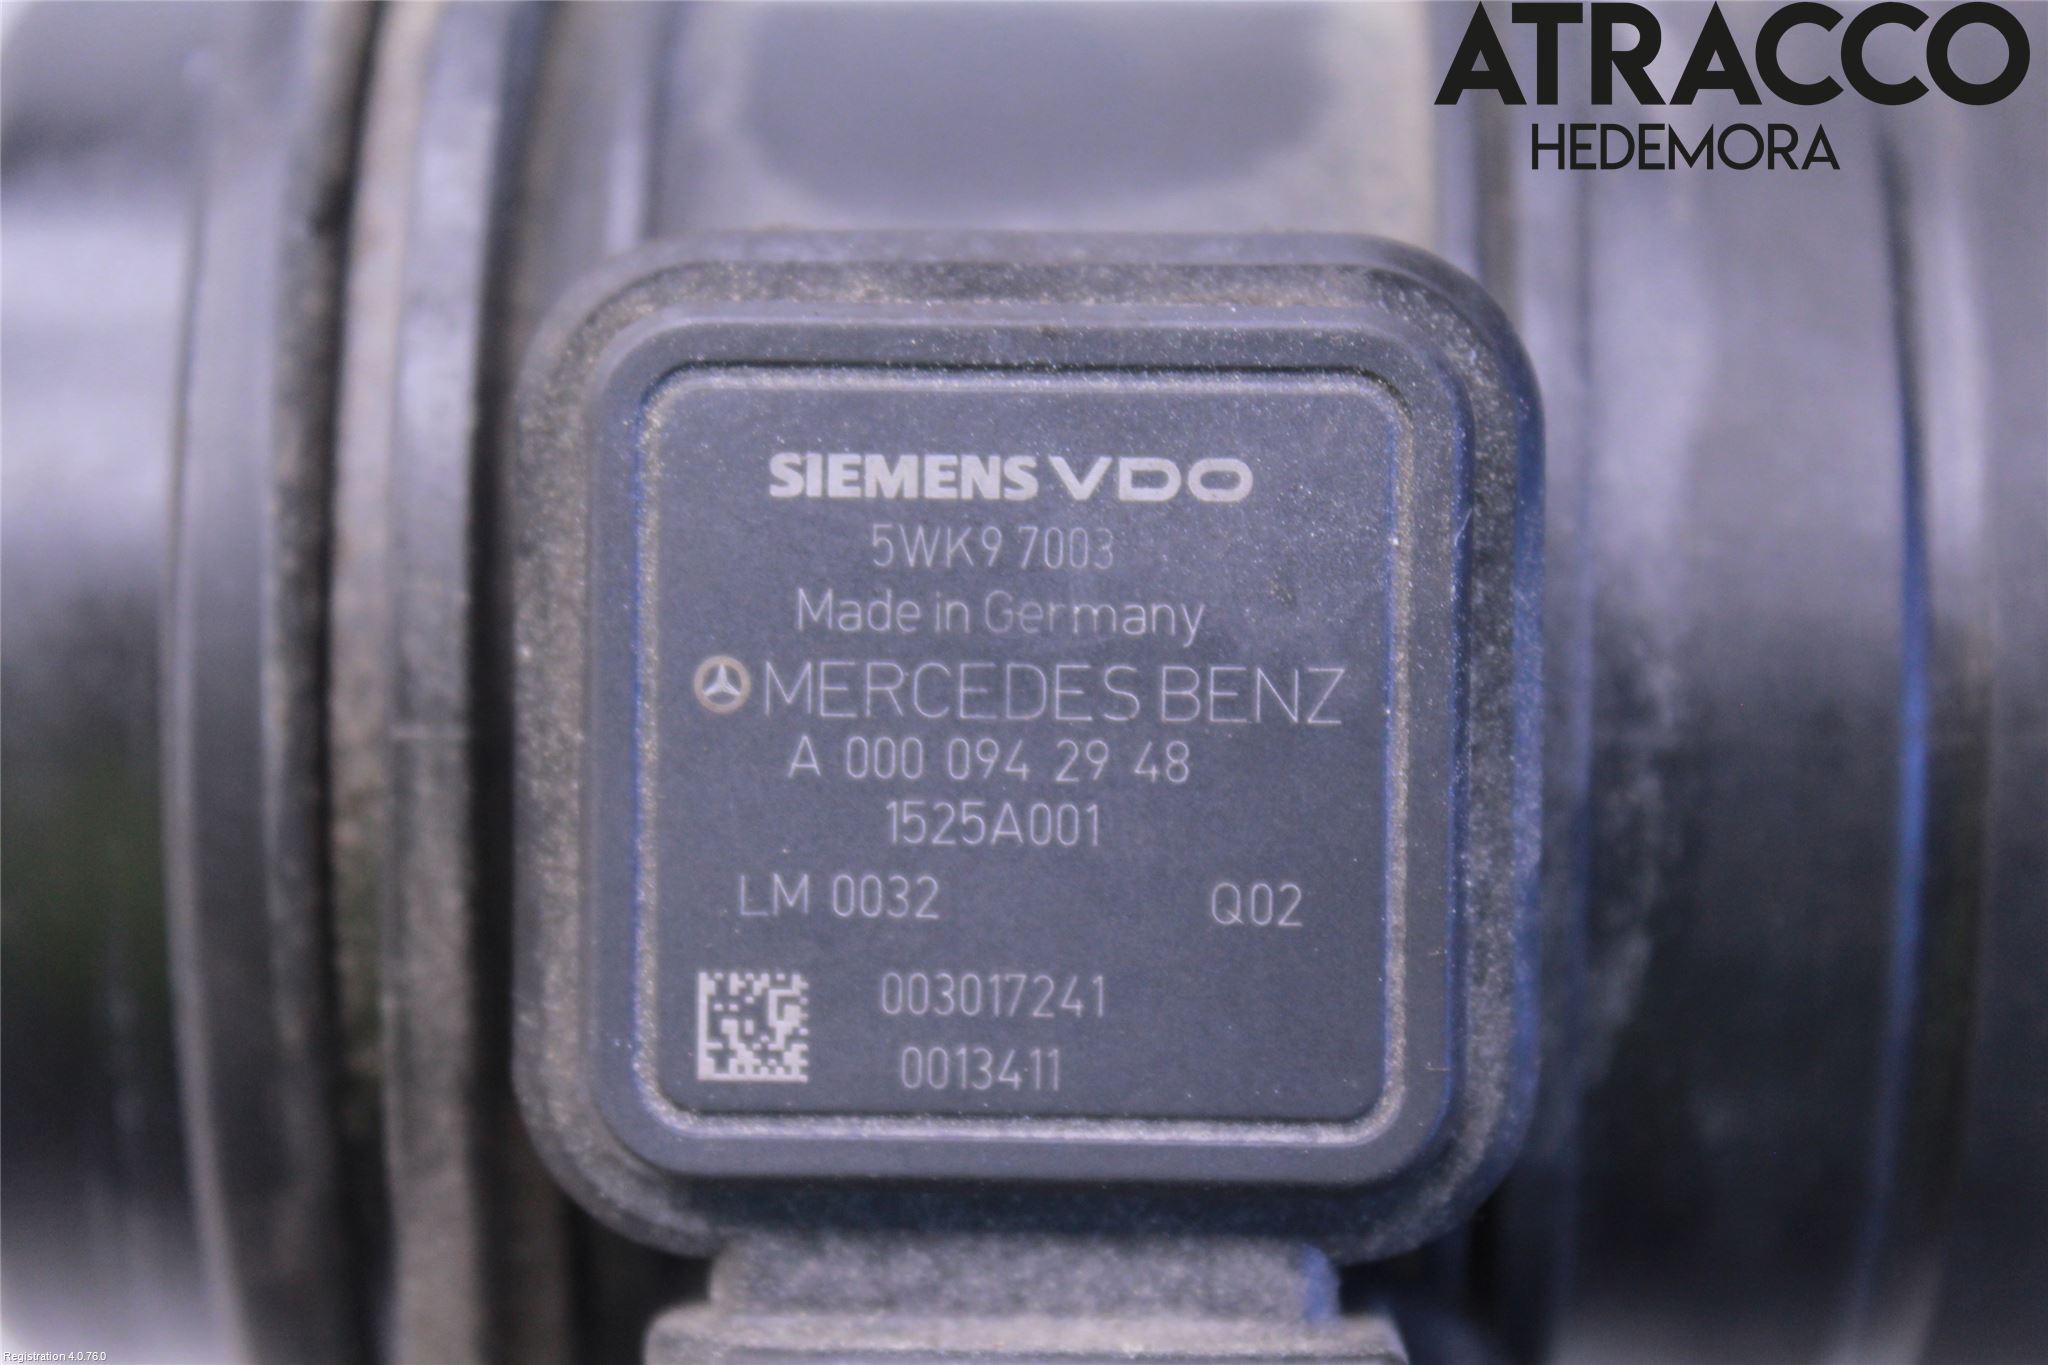 ATRACCO
HEDEMORA
SIEMENS VDO
5WK9 7003
Made in Germany
MERCEDES BENZ
A 000 094 29 48
1525A001
LM 0032 Q02
003017241
0013411
Registration 4.0.76.0